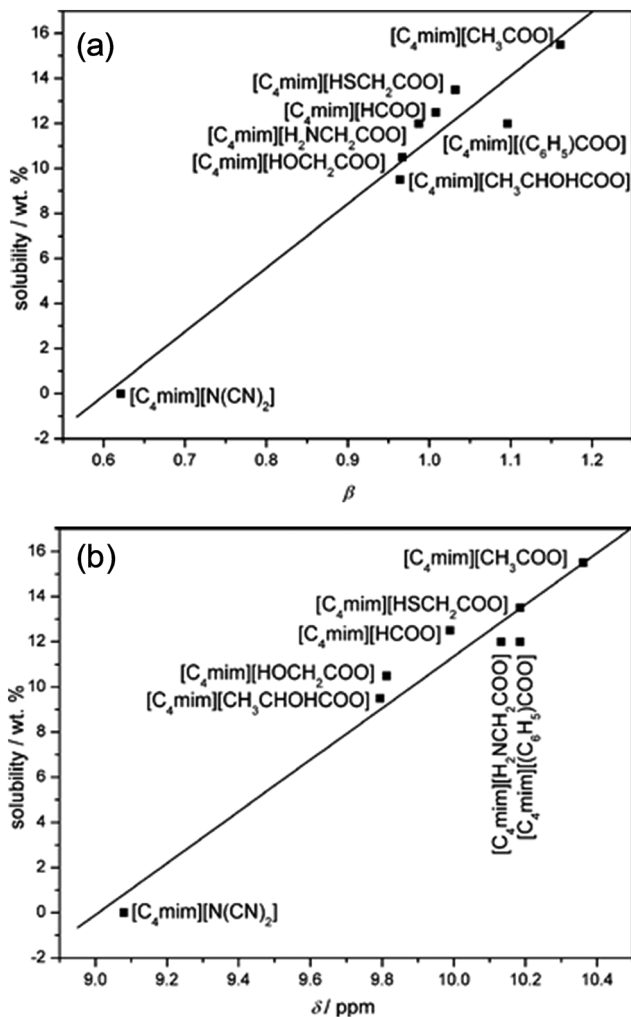 (a)
[C₄mim][CH₃COO]
[C₄mim][HSCH₂COO]
[C₄mim][HCOO]
[C₄mim][H₂NCH₂COO]
[C₄mim][(C₆H₅)COO]
[C₄mim][HOCH₂COO]
[C₄mim][CH₃CHOHCOO]
[C₄mim][N(CN)₂]
solubility / wt. %
16
14
12
10
8
6
4
2
0
-2
0.6 0.7 0.8 0.9 1.0 1.1 1.2
β
(b)
[C₄mim][CH₃COO]
[C₄mim][HSCH₂COO]
[C₄mim][HCOO]
[C₄mim][HOCH₂COO]
[C₄mim][CH₃CHOHCOO]
[C₄mim][H₂NCH₂COO]
[C₄mim][(C₆H₅)COO]
[C₄mim][N(CN)₂]
solubility / wt. %
16
14
12
10
8
6
4
2
0
-2
9.0 9.2 9.4 9.6 9.8 10.0 10.2 10.4
δ / ppm